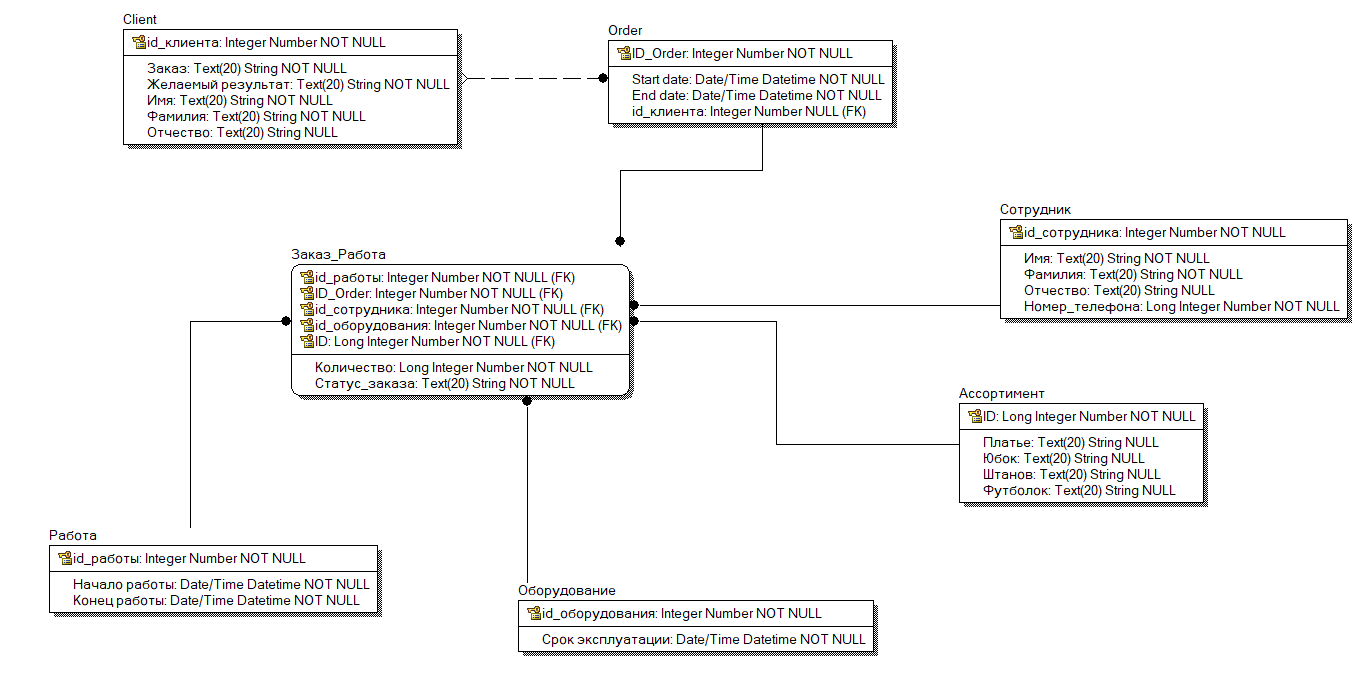 Client
id_клиента: Integer Number NOT NULL
Заказ: Text(20) String NOT NULL
Желаемый результат: Text(20) String NOT NULL
Имя: Text(20) String NOT NULL
Фамилия: Text(20) String NOT NULL
Отчество: Text(20) String NULL
Order
ID_Order: Integer Number NOT NULL
Start date: Date/Time Datetime NOT NULL
End date: Date/Time Datetime NOT NULL
id_клиента: Integer Number NULL (FK)
Сотрудник
id_сотрудника: Integer Number NOT NULL
Имя: Text(20) String NOT NULL
Фамилия: Text(20) String NOT NULL
Отчество: Text(20) String NULL
Номер_телефона: Long Integer Number NOT NULL
Заказ_Работа
id_работы: Integer Number NOT NULL (FK)
ID_Order: Integer Number NOT NULL (FK)
id_сотрудника: Integer Number NOT NULL (FK)
id_оборудования: Integer Number NOT NULL (FK)
ID: Long Integer Number NOT NULL (FK)
Количество: Long Integer Number NOT NULL
Статус_заказа: Text(20) String NOT NULL
Ассортимент
ID: Long Integer Number NOT NULL
Платье: Text(20) String NULL
Юбок: Text(20) String NULL
Штанов: Text(20) String NULL
Футболок: Text(20) String NULL
Работа
id_работы: Integer Number NOT NULL
Начало работы: Date/Time Datetime NOT NULL
Конец работы: Date/Time Datetime NOT NULL
Оборудование
id_оборудования: Integer Number NOT NULL
Срок эксплуатации: Date/Time Datetime NOT NULL